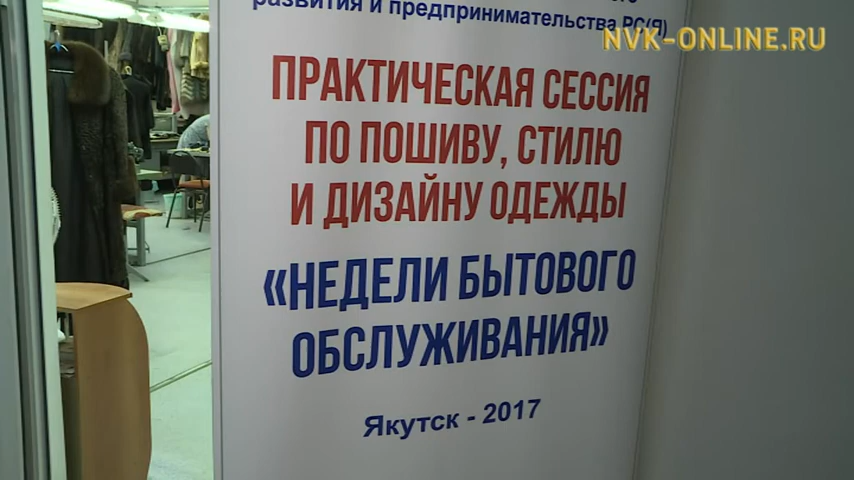 развития и предпринимательства РС(Я)
NVK-ONLINE.RU
ПРАКТИЧЕСКАЯ СЕССИЯ
ПО ПОШИВУ, СТИЛЮ
И ДИЗАЙНУ ОДЕЖДЫ
«НЕДЕЛИ БЫТОВОГО
ОБСЛУЖИВАНИЯ»
Якутск - 2017